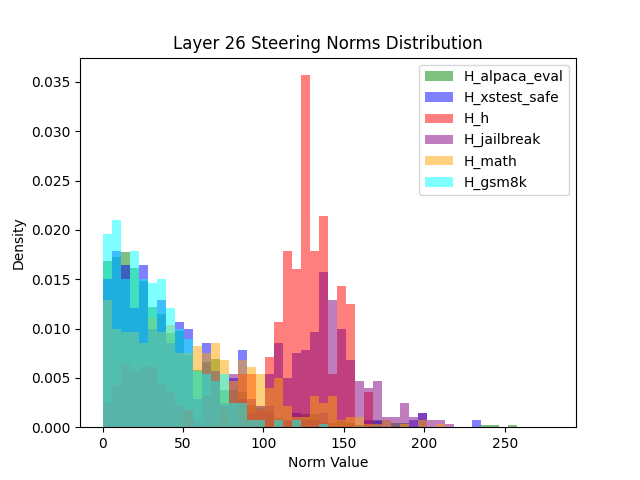 Layer 26 Steering Norms Distribution
H_alpaca_eval
H_xstest_safe
H_h
H_jailbreak
H_math
H_gsm8k
Density
0.035
0.030
0.025
0.020
0.015
0.010
0.005
0.000
0
50
100
150
200
250
Norm Value